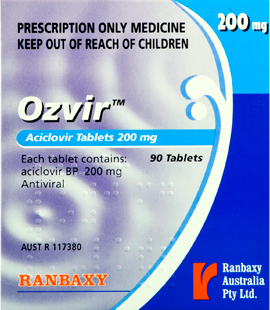 PRESCRIPTION ONLY MEDICINE
KEEP OUT OF REACH OF CHILDREN
200 mg
Ozvir™
Aciclovir Tablets 200 mg
Each tablet contains:
aciclovir BP 200 mg
Antiviral
90 Tablets
AUST R 117380
RANBAXY
Ranbaxy
Australia
Pty Ltd.